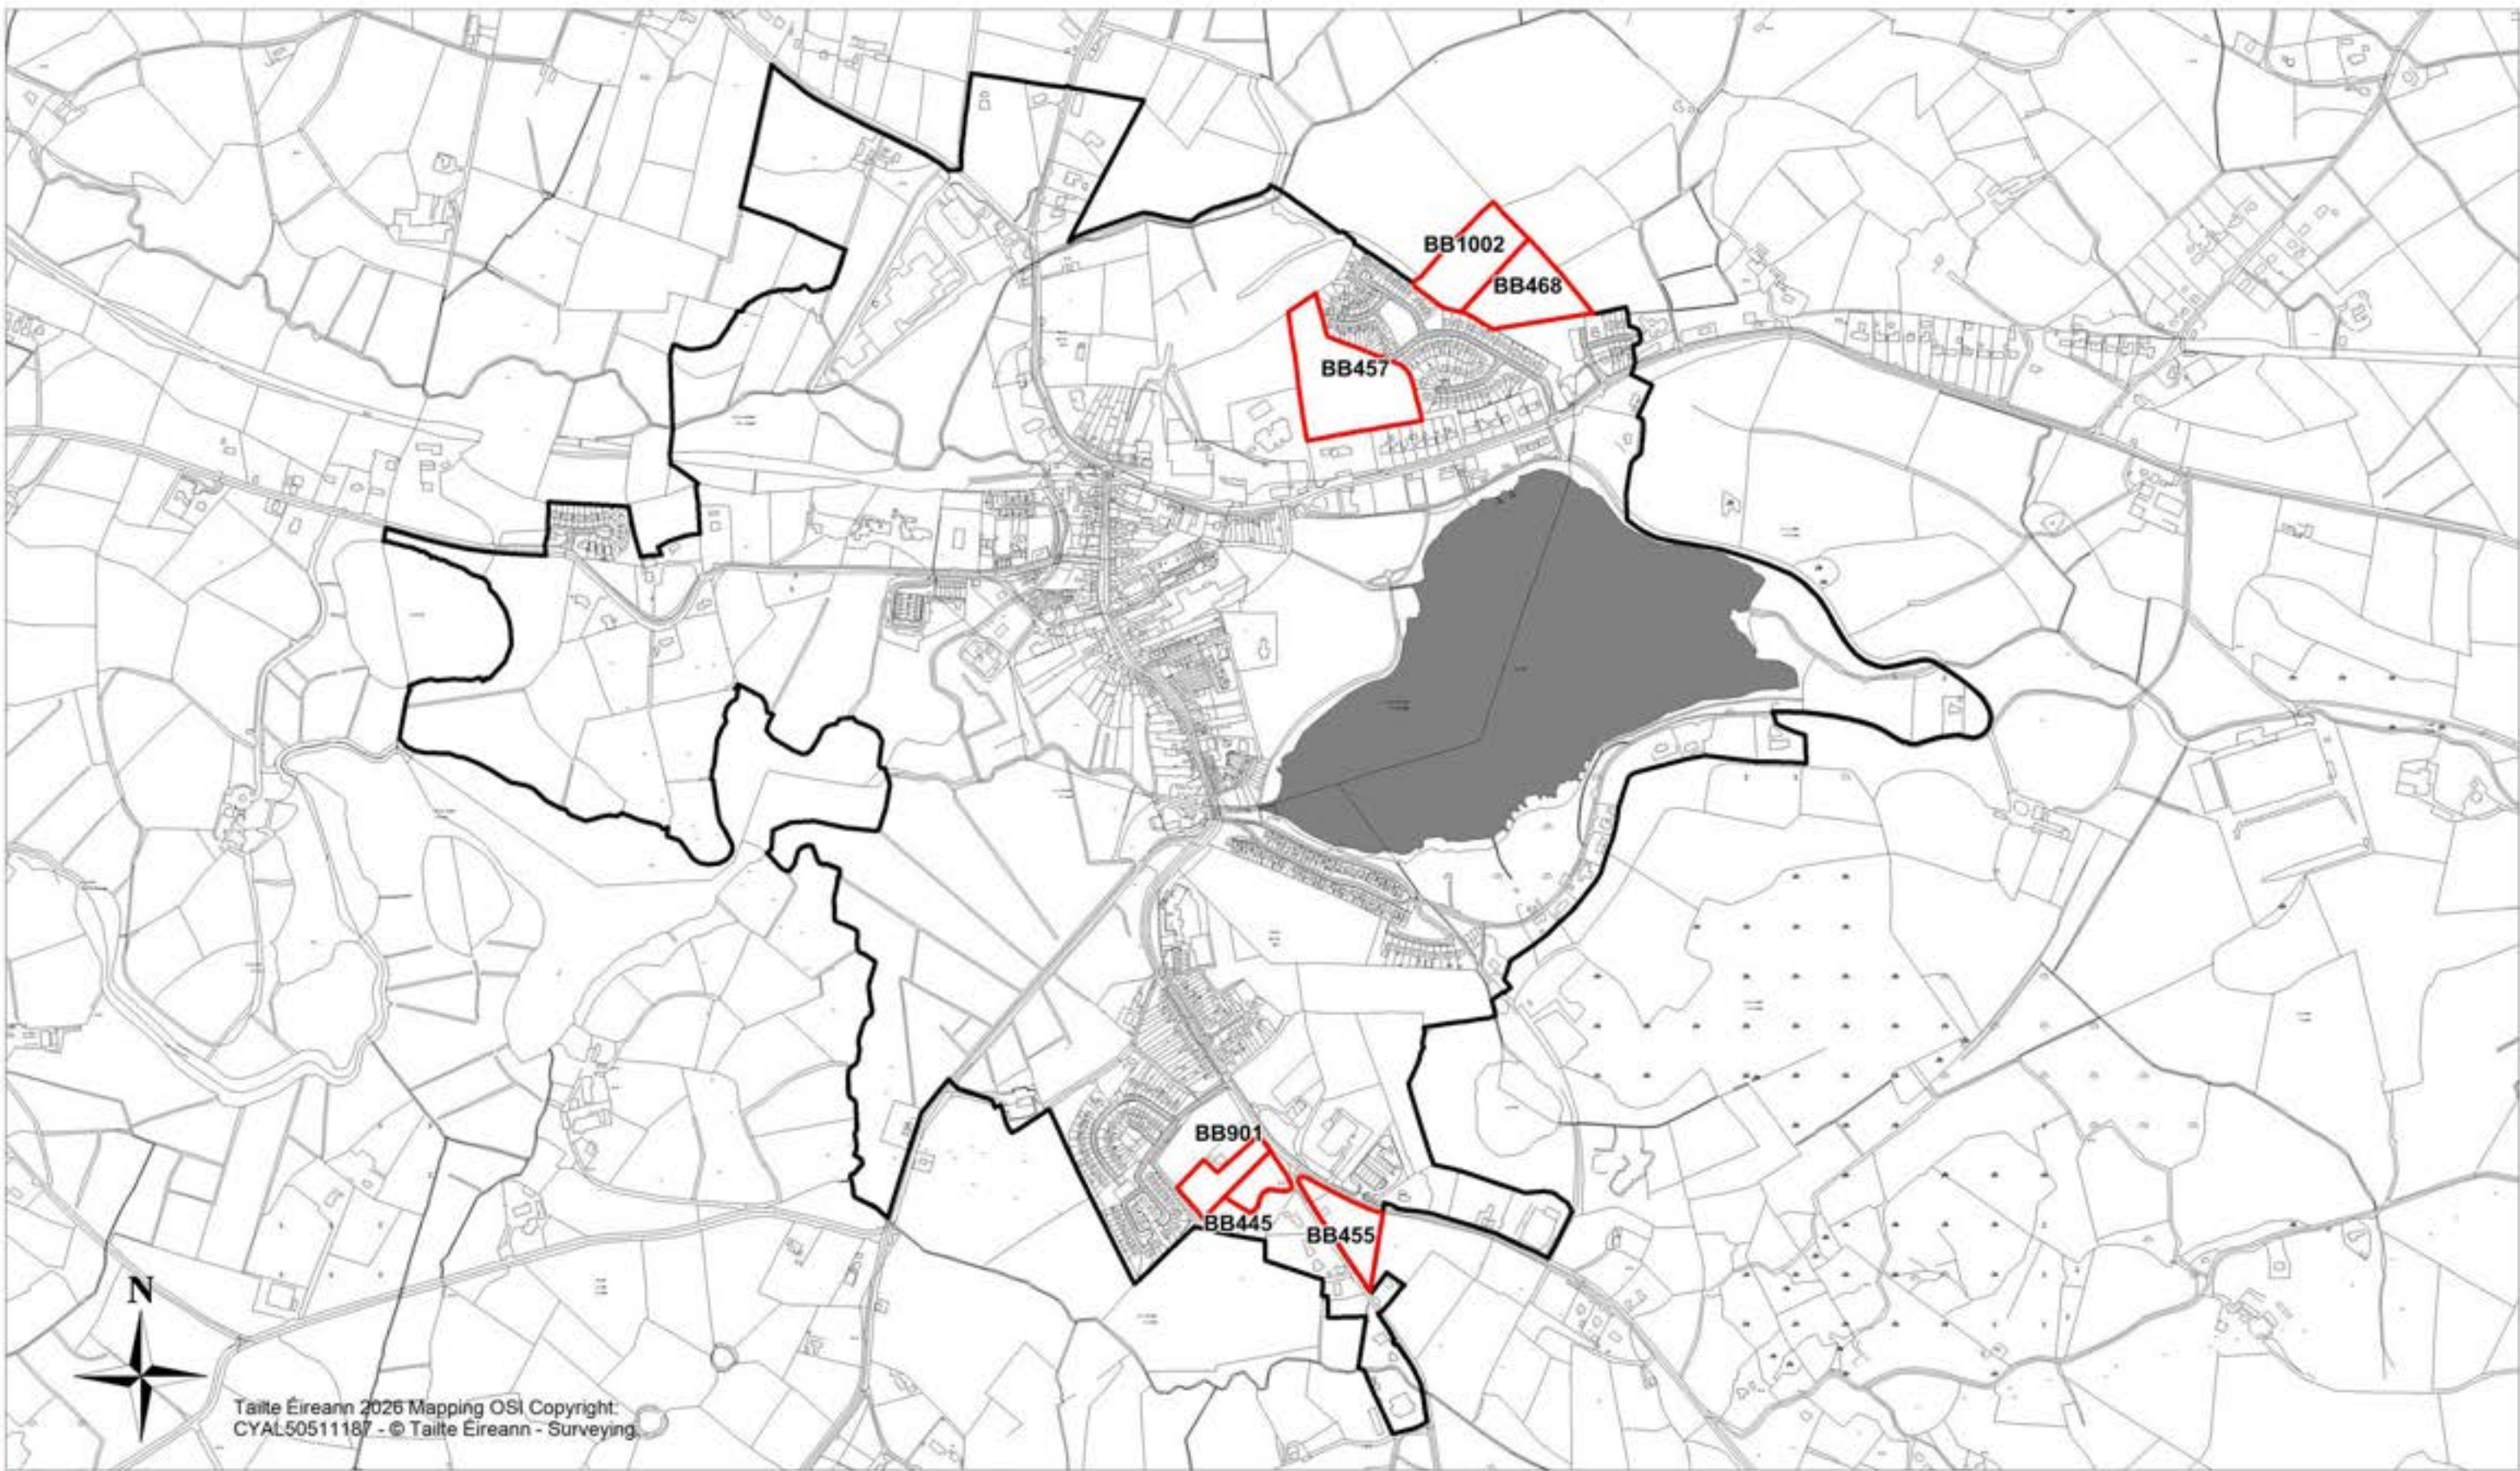 BB1002
BB468
BB457
BB901
BB445
BB455
N
Tailte Éireann 2026 Mapping OSI Copyright:
CYAL50511187 - © Tailte Éireann - Surveying.